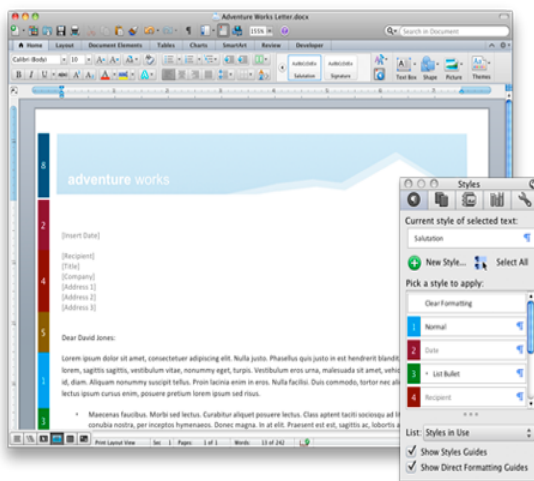 Adventure Works Letter.docx
155%
Search in Document
Home Layout Document Elements Tables Charts SmartArt Review Developer
Calibri (Body) 10
AaBbCcDdEe AaBbCcDdEe
Salutation Signature Text Box Shape Picture Themes
B I U
8
adventure works
2
[Insert Date]
[Recipient]
[Title]
4
[Company]
[Address 1]
[Address 2]
[Address 3]
5
Dear David Jones:
1
Lorem ipsum dolor sit amet, consectetuer adipiscing elit. Nulla justo. Phasellus quis justo in est hendrerit blandit
lorem, sagittis sagittis, vestibulum vitae, nonummy eget, turpis. Vestibulum eros urna, malesuada sit amet,
id, diam. Aliquam nonummy suscipit tellus. Proin lacinia enim in eros. Nulla facilisi. Duis commodo, tortor nec
lectus ipsum cursus enim, posuere pretium lorem ipsum sed risus.
3
• Maecenas faucibus. Morbi sed lectus. Curabitur aliquet posuere lectus. Class aptent taciti sociosqu ad
conubia nostra, per inceptos hymenaeos. Donec magna. In at elit. Praesent est est, sagittis ac, lobortis
Print Layout View Sec 1 Pages: 1 of 1 Words: 13 of 242
Styles
Current style of selected text:
Salutation
New Style... Select All
Pick a style to apply:
Clear Formatting
1 Normal
2 Date
3 • List Bullet
4 Recipient
List: Styles in Use
Show Styles Guides
Show Direct Formatting Guides